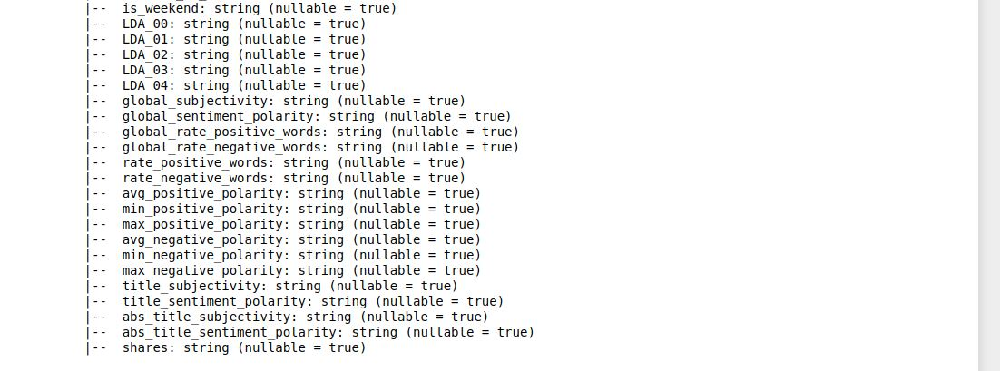 |--  is_weekend: string (nullable = true)
|--  LDA_00: string (nullable = true)
|--  LDA_01: string (nullable = true)
|--  LDA_02: string (nullable = true)
|--  LDA_03: string (nullable = true)
|--  LDA_04: string (nullable = true)
|--  global_subjectivity: string (nullable = true)
|--  global_sentiment_polarity: string (nullable = true)
|--  global_rate_positive_words: string (nullable = true)
|--  global_rate_negative_words: string (nullable = true)
|--  rate_positive_words: string (nullable = true)
|--  rate_negative_words: string (nullable = true)
|--  avg_positive_polarity: string (nullable = true)
|--  min_positive_polarity: string (nullable = true)
|--  max_positive_polarity: string (nullable = true)
|--  avg_negative_polarity: string (nullable = true)
|--  min_negative_polarity: string (nullable = true)
|--  max_negative_polarity: string (nullable = true)
|--  title_subjectivity: string (nullable = true)
|--  title_sentiment_polarity: string (nullable = true)
|--  abs_title_subjectivity: string (nullable = true)
|--  abs_title_sentiment_polarity: string (nullable = true)
|--  shares: string (nullable = true)